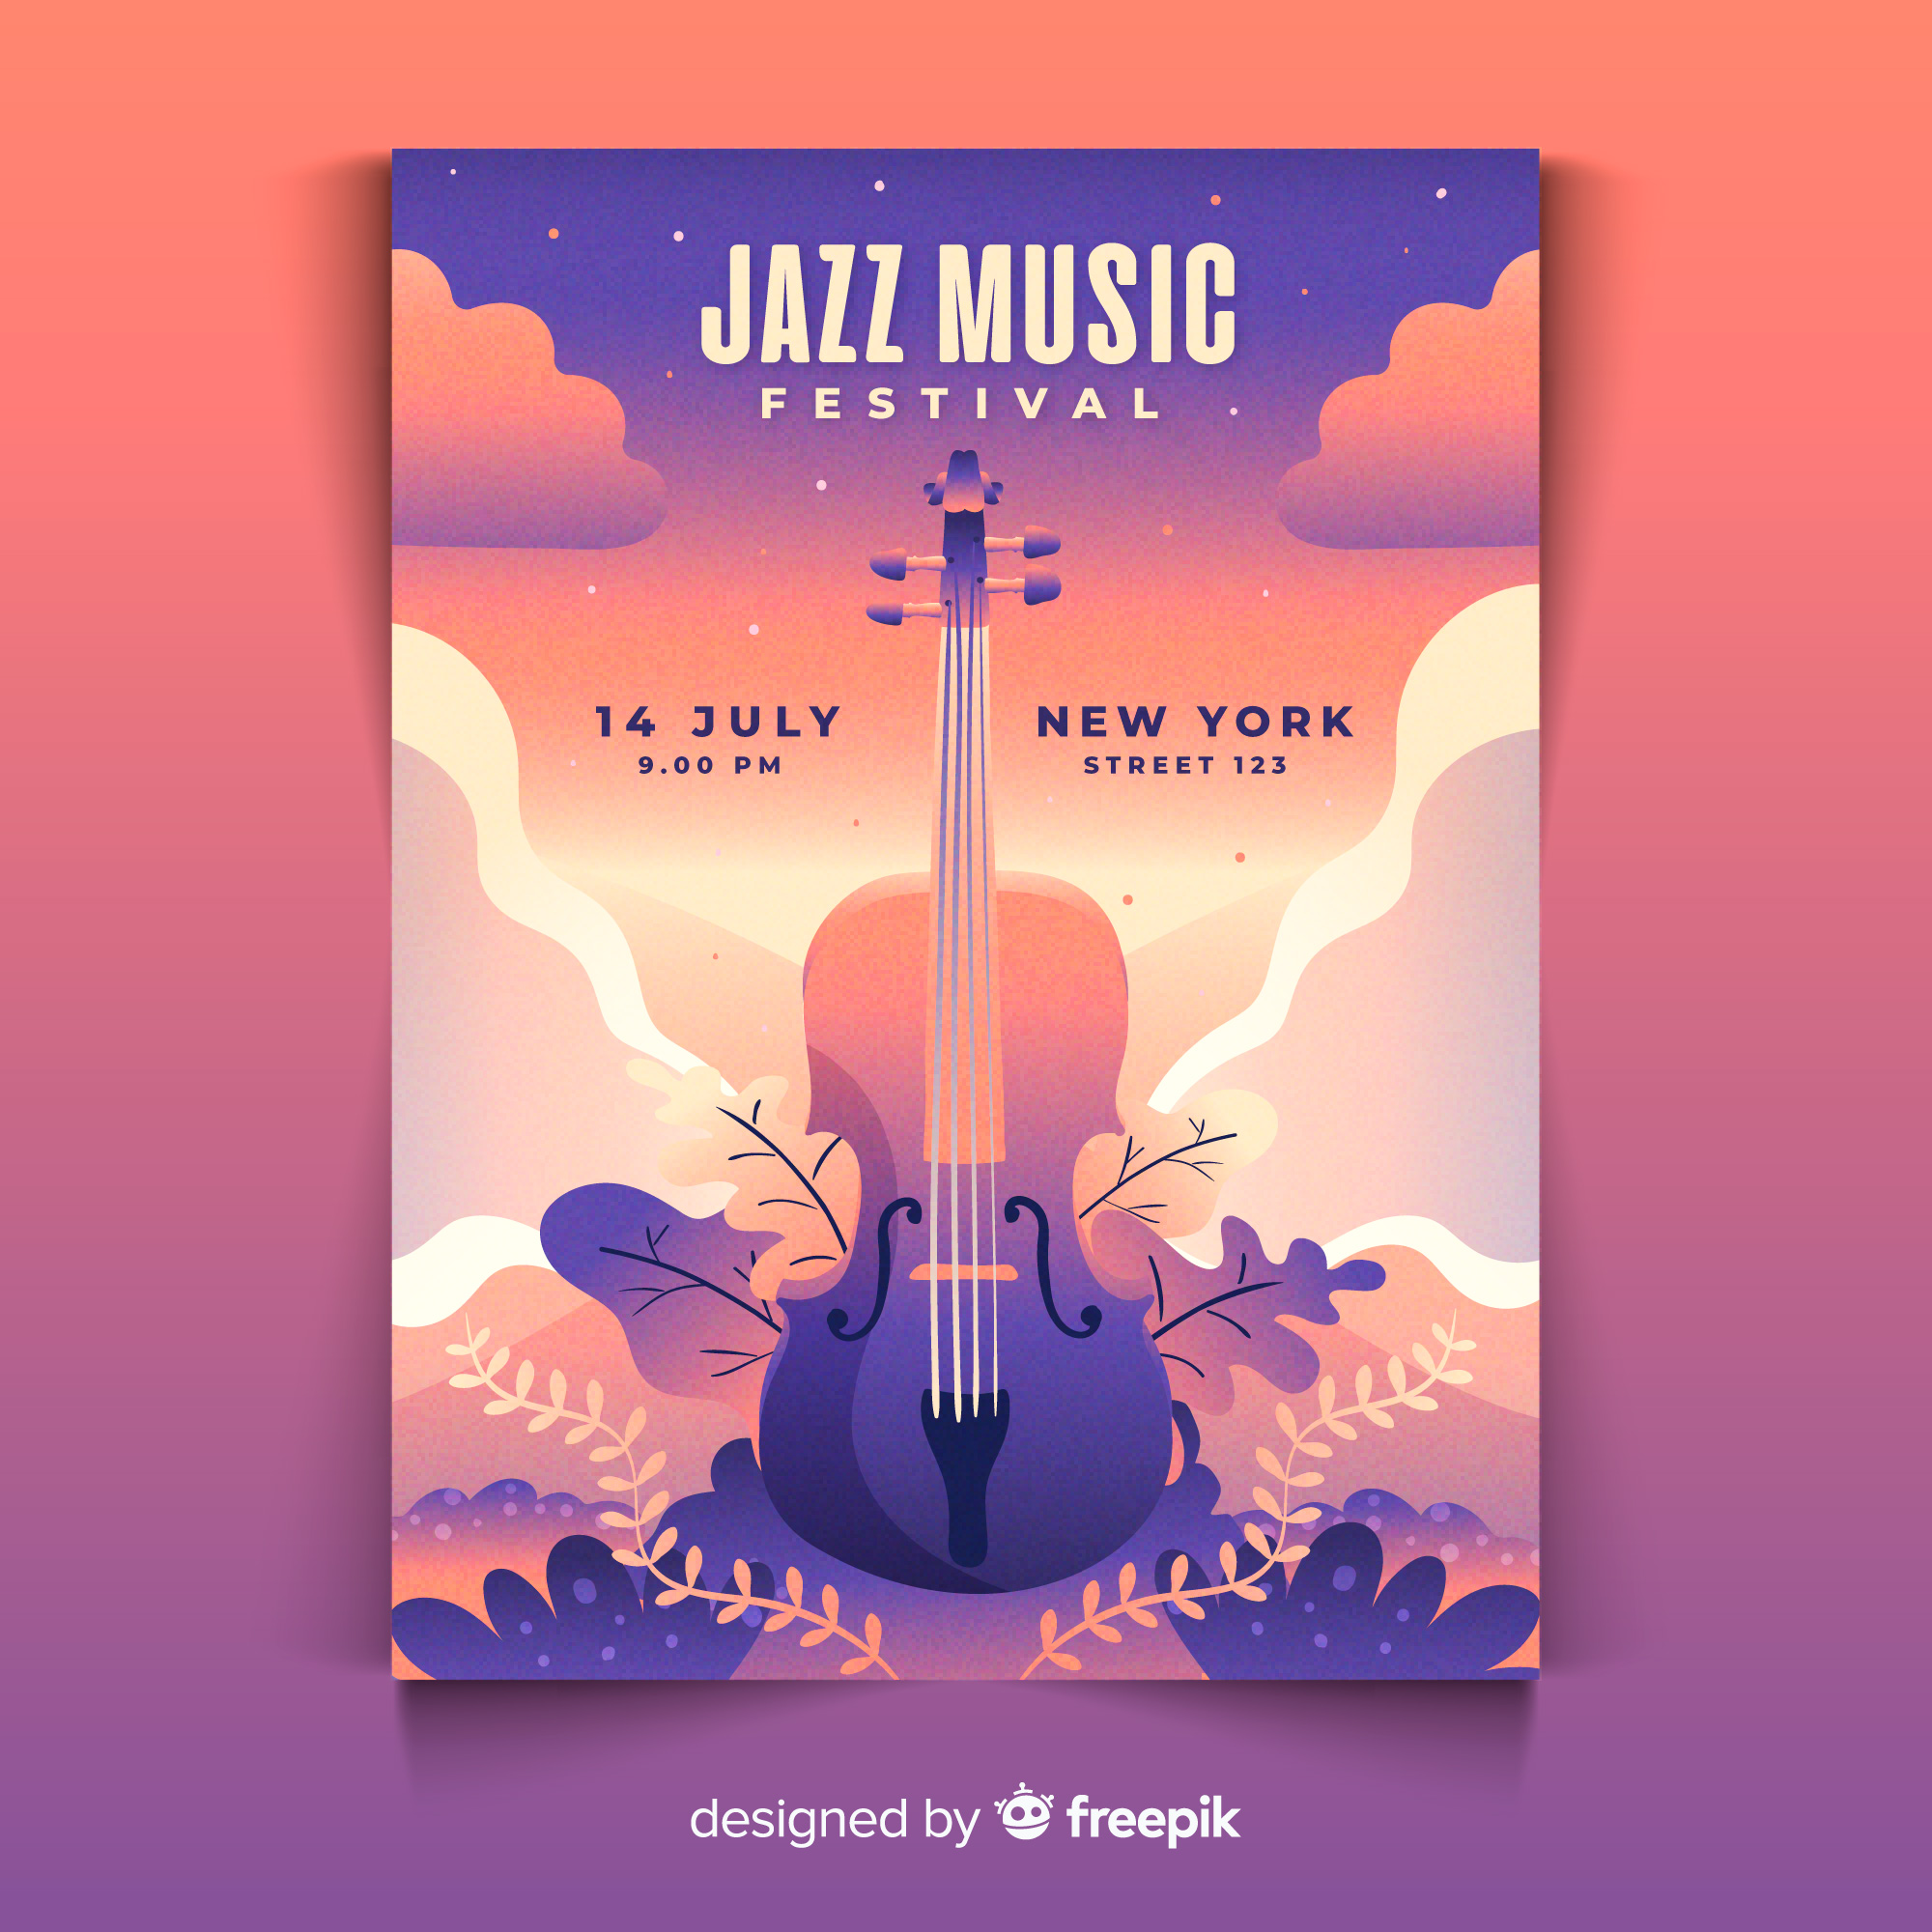 JAZZ MUSIC
FESTIVAL
14 JULY
9.00 PM
NEW YORK
STREET 123
designed by freepik